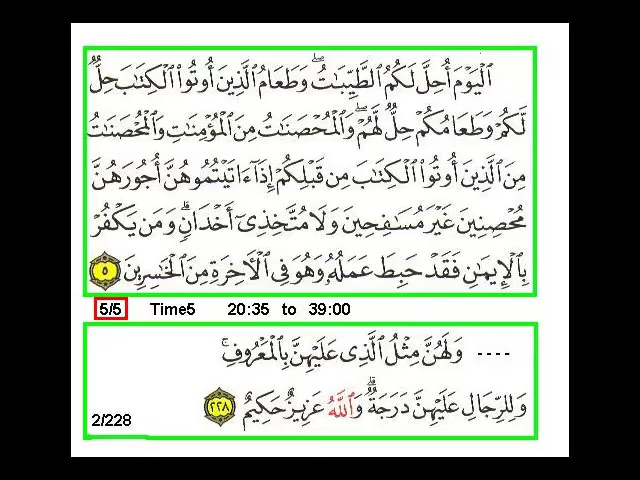 ٱلْيَوْمَ أُحِلَّ لَكُمُ ٱلطَّيِّبَـٰتُ ۖ وَطَعَامُ ٱلَّذِينَ أُوتُوا۟ ٱلْكِتَـٰبَ حِلٌّ
لَّكُمْ وَطَعَامُكُمْ حِلٌّ لَّهُمْ ۖ وَٱلْمُحْصَنَـٰتُ مِنَ ٱلْمُؤْمِنَـٰتِ وَٱلْمُحْصَنَـٰتُ
مِنَ ٱلَّذِينَ أُوتُوا۟ ٱلْكِتَـٰبَ مِن قَبْلِكُمْ إِذَآ ءَاتَيْتُمُوهُنَّ أُجُورَهُنَّ
مُحْصِنِينَ غَيْرَ مُسَـٰفِحِينَ وَلَا مُتَّخِذِىٓ أَخْدَانٍ ۗ وَمَن يَكْفُرْ
بِٱلْإِيمَـٰنِ فَقَدْ حَبِطَ عَمَلُهُۥ وَهُوَ فِى ٱلْـَٔاخِرَةِ مِنَ ٱلْخَـٰسِرِينَ ٥
5/5 Time5 20:35 to 39:00
---- وَلَهُنَّ مِثْلُ ٱلَّذِى عَلَيْهِنَّ بِٱلْمَعْرُوفِ ۚ
وَلِلرِّجَالِ عَلَيْهِنَّ دَرَجَةٌ ۗ وَٱللَّهُ عَزِيزٌ حَكِيمٌ ٢٢٨
2/228